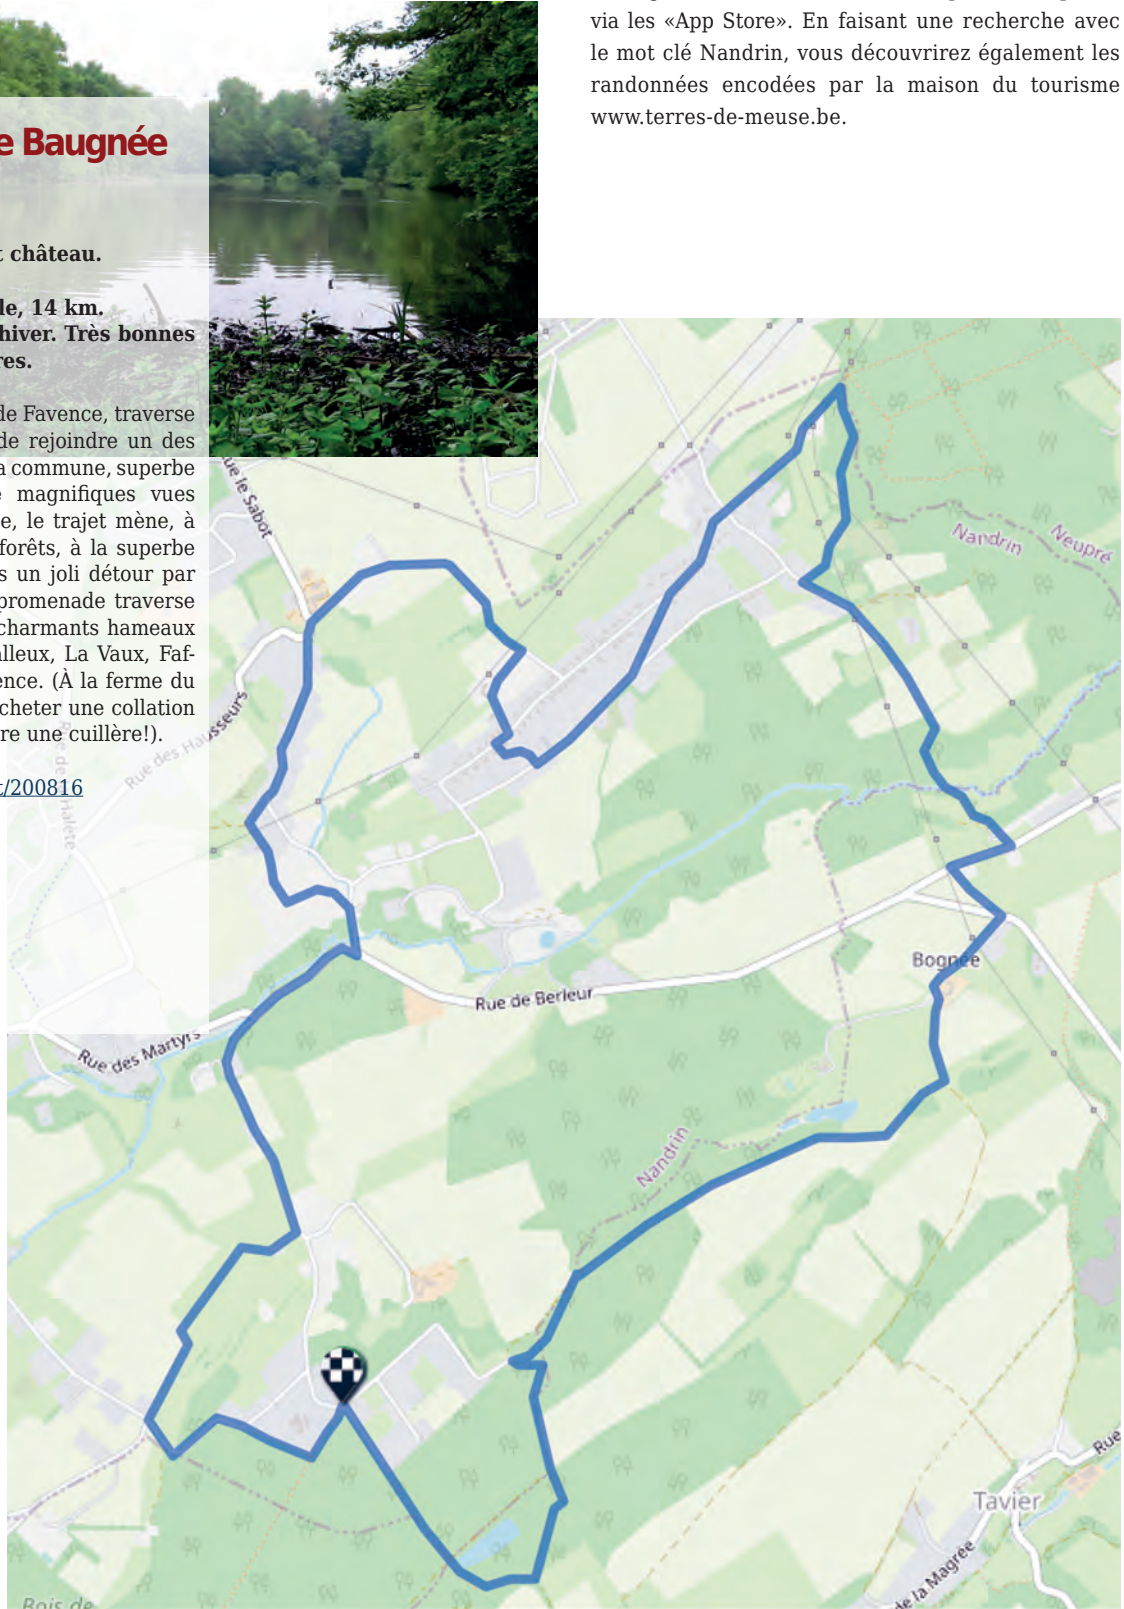 via les «App Store». En faisant une recherche avec
le mot clé Nandrin, vous découvrirez également les
randonnées encodées par la maison du tourisme
www.terres-de-meuse.be.
e Baugnée
t château.
le, 14 km.
hiver. Très bonnes
res.
de Favence, traverse
de rejoindre un des
a commune, superbe
e magnifiques vues
e, le trajet mène, à
forêts, à la superbe
s un joli détour par
promenade traverse
charmants hameaux
lleux, La Vaux, Faf-
ence. (À la ferme du
cheter une collation
re une cuillère!).
t/200816
ue le Sabot
Rue des Hausseurs
Nandrin
Neupré
Bognée
Rue de Berleur
Rue des Martyrs
Nandrin
Tavier
Rue
de la Magrée
Bois de